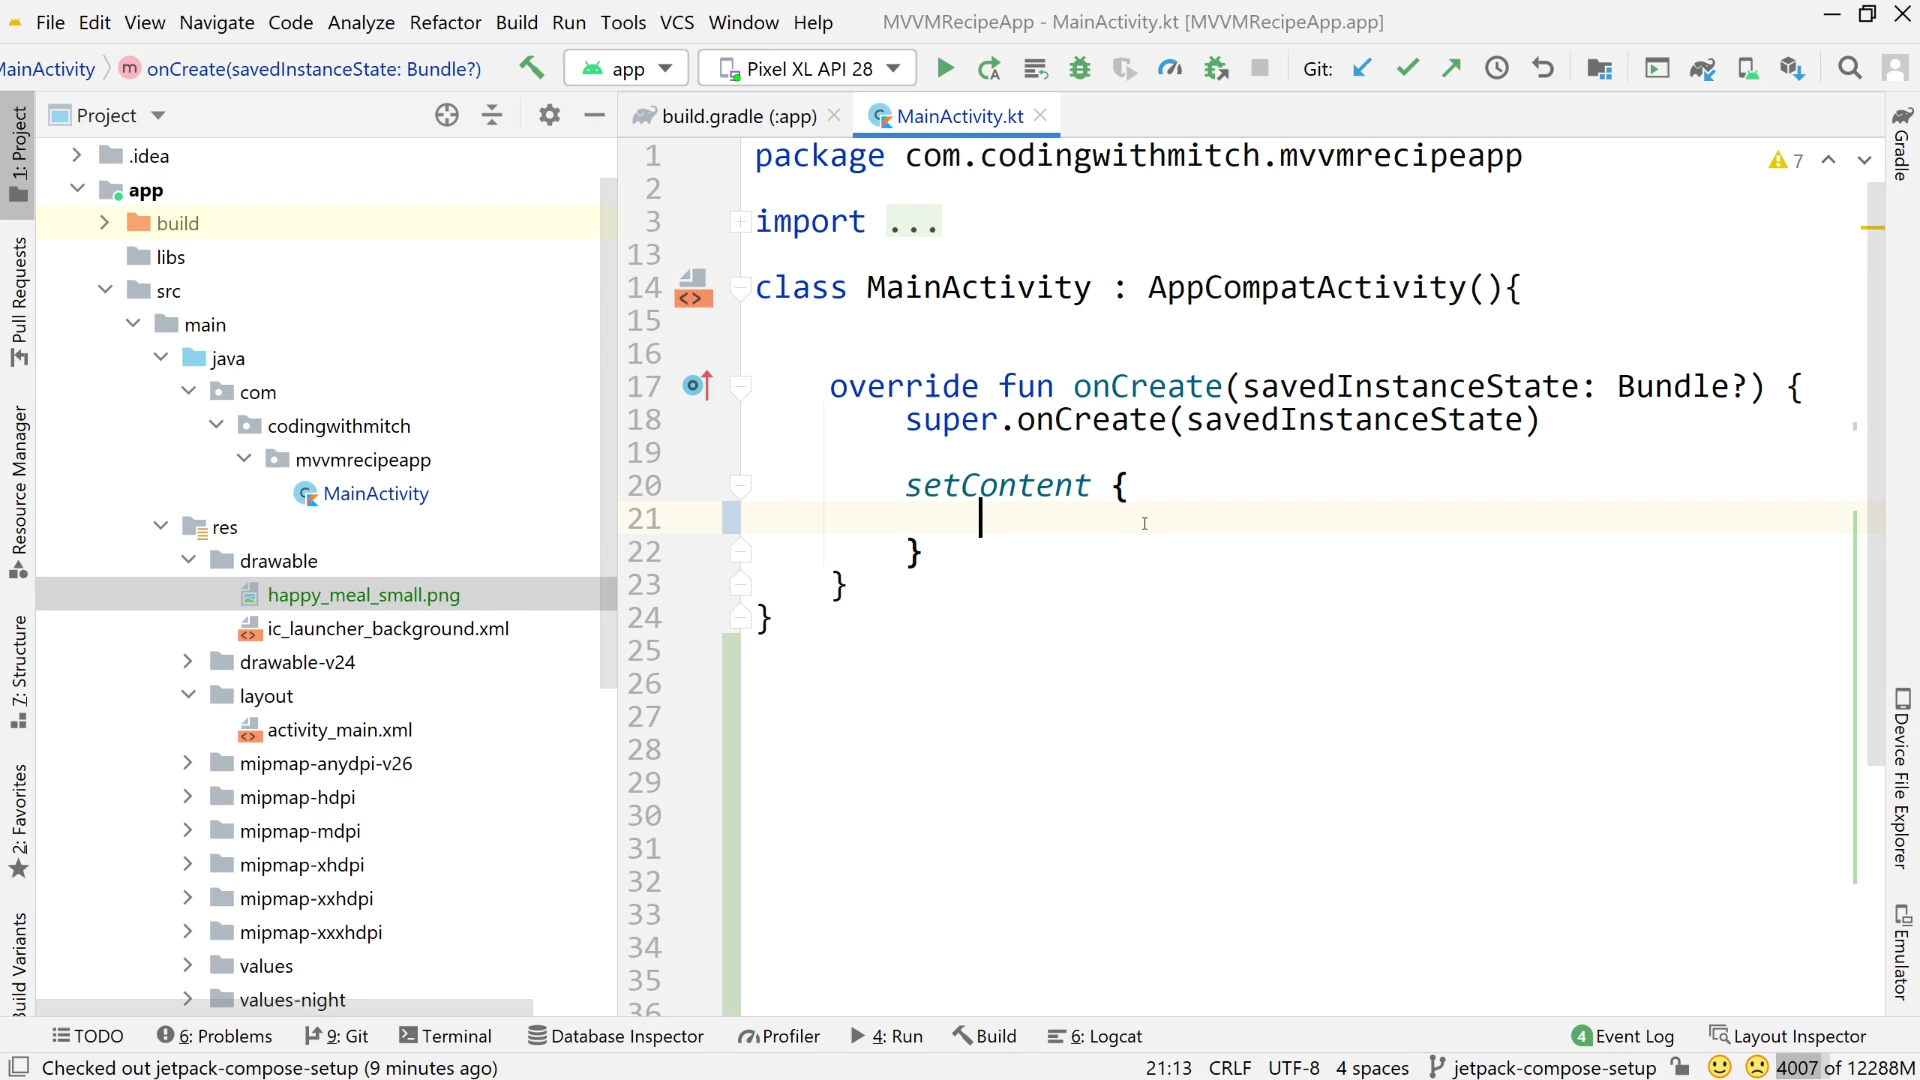 File Edit View Navigate Code Analyze Refactor Build Run Tools VCS Window Help MVVMRecipeApp - MainActivity.kt [MVVMRecipeApp.app]
MainActivity m onCreate(savedInstanceState: Bundle?) app Pixel XL API 28 Git:
Project
build.gradle (:app)
MainActivity.kt
.idea
app
build
libs
src
main
java
com
codingwithmitch
mvvmrecipeapp
MainActivity
res
drawable
happy_meal_small.png
ic_launcher_background.xml
drawable-v24
layout
activity_main.xml
mipmap-anydpi-v26
mipmap-hdpi
mipmap-mdpi
mipmap-xhdpi
mipmap-xxhdpi
mipmap-xxxhdpi
values
values-night
1: Project
Pull Requests
Resource Manager
Z: Structure
2: Favorites
Build Variants
1 package com.codingwithmitch.mvvmrecipeapp
2
3 import ...
13
14 class MainActivity : AppCompatActivity(){
15
16
17 override fun onCreate(savedInstanceState: Bundle?) {
18 super.onCreate(savedInstanceState)
19
20 setContent {
21
22 }
23 }
24 }
25
26
27
28
29
30
31
32
33
34
35
36
7
Gradle
Device File Explorer
Emulator
TODO 6: Problems 9: Git Terminal Database Inspector Profiler 4: Run Build 6: Logcat 4 Event Log Layout Inspector
Checked out jetpack-compose-setup (9 minutes ago) 21:13 CRLF UTF-8 4 spaces jetpack-compose-setup 4007 of 12288M